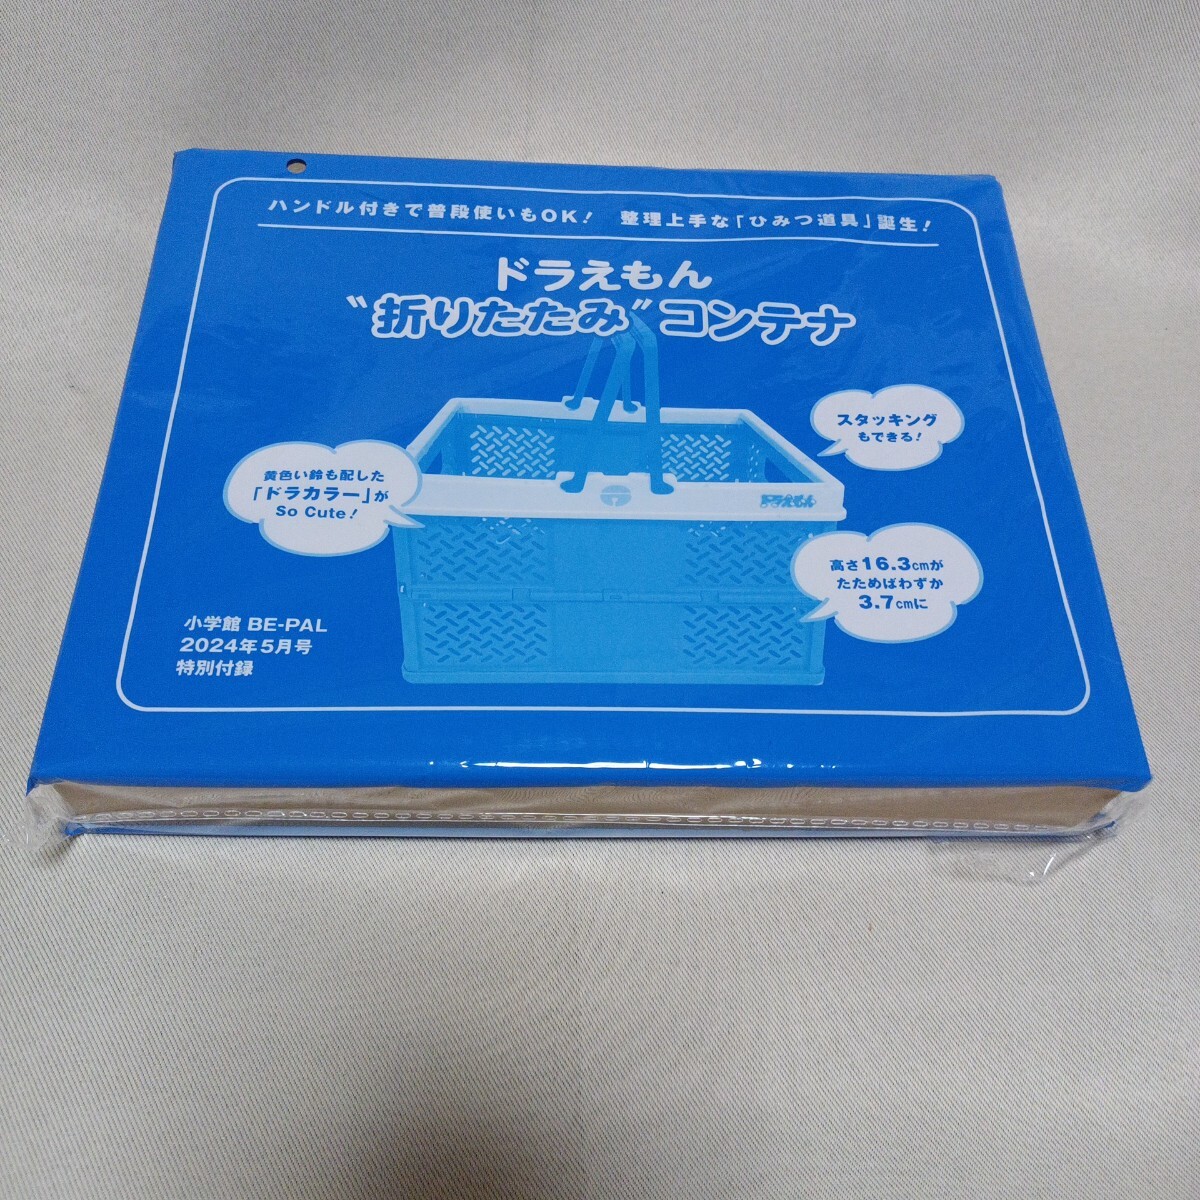 ハンドル付きで普段使いもOK! 整理上手な「ひみつ道具」誕生!
ドラえもん
"折りたたみ"コンテナ
スタッキング
もできる!
黄色い鈴も配した
「ドラカラー」が
So Cute!
ドラえもん
高さ16.3cmが
たためばわずか
3.7cmに
小学館 BE-PAL
2024年5月号
特別付録